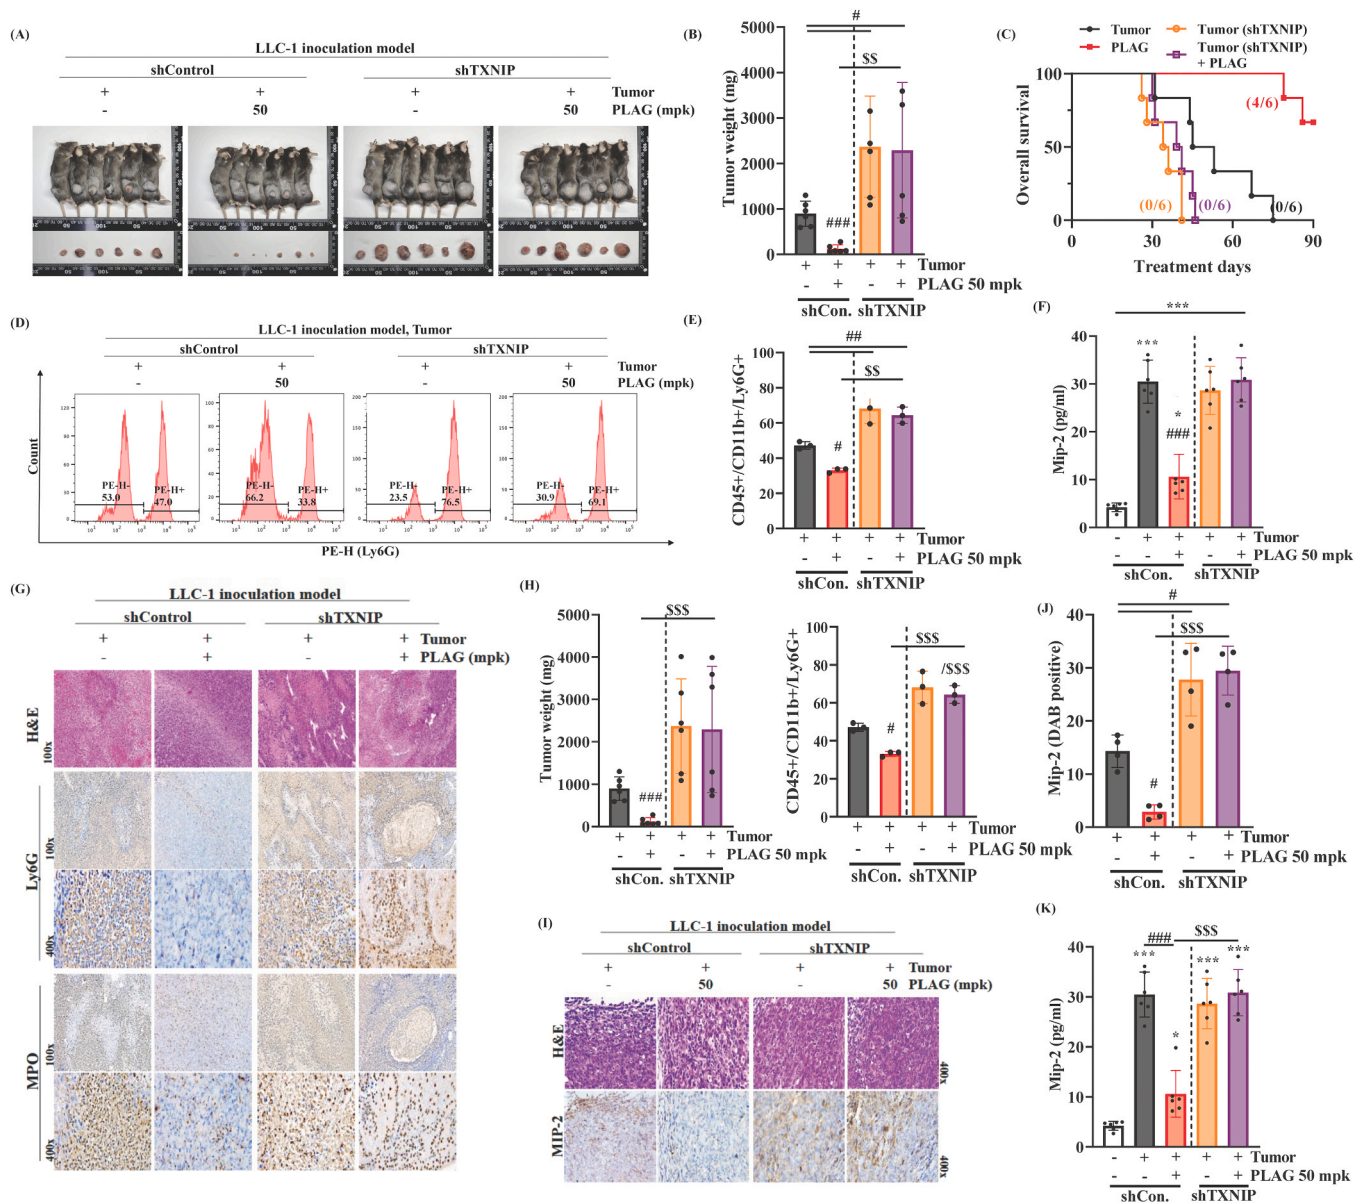 (A)
LLC-1 inoculation model
shControl shTXNIP
+ + + + Tumor
- 50 - 50 PLAG (mpk)
(B)
Tumor weight (mg)
5000
4000
3000
2000
1000
0
#
$$
###
+ + + + Tumor
- + - + PLAG 50 mpk
shCon. shTXNIP
(C)
Tumor
PLAG
Tumor (shTXNIP)
Tumor (shTXNIP)
+ PLAG
Overall survival
100
50
0
(4/6)
(0/6) (0/6) (0/6)
0 30 60 90
Treatment days
(D)
LLC-1 inoculation model, Tumor
shControl shTXNIP
+ + + + Tumor
- 50 - 50 PLAG (mpk)
Count
PE-H- 53.0 PE-H+ 47.0
PE-H- 66.2 PE-H+ 33.8
PE-H- 23.5 PE-H+ 76.5
PE-H- 30.9 PE-H+ 69.1
PE-H (Ly6G)
(E)
CD45+/CD11b+/Ly6G+
100
80
60
40
20
0
##
$$
#
+ + + + Tumor
- + - + PLAG 50 mpk
shCon. shTXNIP
(F)
Mip-2 (pg/ml)
40
30
20
10
0
***
***
*
###
- + + + + Tumor
- - + - + PLAG 50 mpk
shCon. shTXNIP
(G)
LLC-1 inoculation model
shControl shTXNIP
+ + + + Tumor
- + - + PLAG (mpk)
H&E
100x
Ly6G
100x
400x
MPO
100x
400x
(H)
Tumor weight (mg)
5000
4000
3000
2000
1000
0
$$$
###
+ + + + Tumor
- + - + PLAG 50 mpk
shCon. shTXNIP
CD45+/CD11b+/Ly6G+
100
80
60
40
20
0
$$$
/$$$
#
+ + + + Tumor
- + - + PLAG 50 mpk
shCon. shTXNIP
(I)
LLC-1 inoculation model
shControl shTXNIP
+ + + + Tumor
- 50 - 50 PLAG (mpk)
H&E
400x
MIP-2
400x
(J)
Mip-2 (DAB positive)
40
30
20
10
0
#
$$$
#
+ + + + Tumor
- + - + PLAG 50 mpk
shCon. shTXNIP
(K)
Mip-2 (pg/ml)
40
30
20
10
0
### $$$
*** * *** ***
- + + + + Tumor
- - + - + PLAG 50 mpk
shCon. shTXNIP